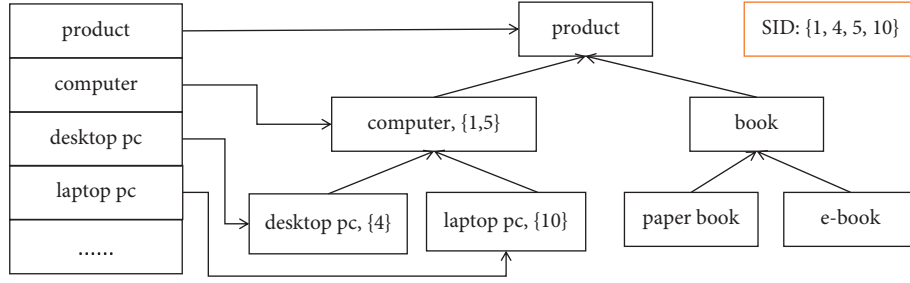 product
computer
desktop pc
laptop pc
......
product
SID: {1, 4, 5, 10}
computer, {1,5}
book
desktop pc, {4}
laptop pc, {10}
paper book
e-book